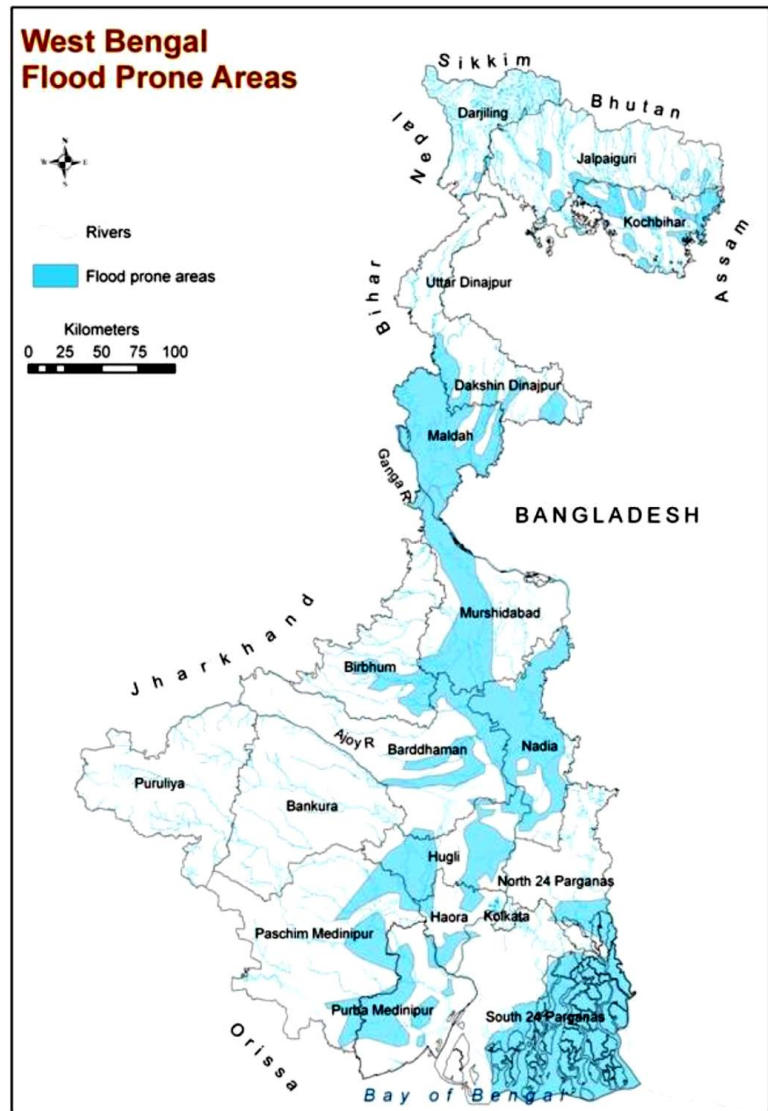 West Bengal
Flood Prone Areas
N
W E
S
Rivers
Flood prone areas
Kilometers
0 25 50 75 100
Sikkim
Bhutan
Nepal
Darjiling
Jalpaiguri
Kochbihar
Assam
Bihar
Uttar Dinajpur
Dakshin Dinajpur
Maldah
Ganga R
BANGLADESH
Murshidabad
Jharkhand
Birbhum
Ajoy R
Barddhaman
Nadia
Puruliya
Bankura
Hugli
North 24 Parganas
Haora
Kolkata
Paschim Medinipur
Purba Medinipur
South 24 Parganas
Orissa
Bay of Bengal